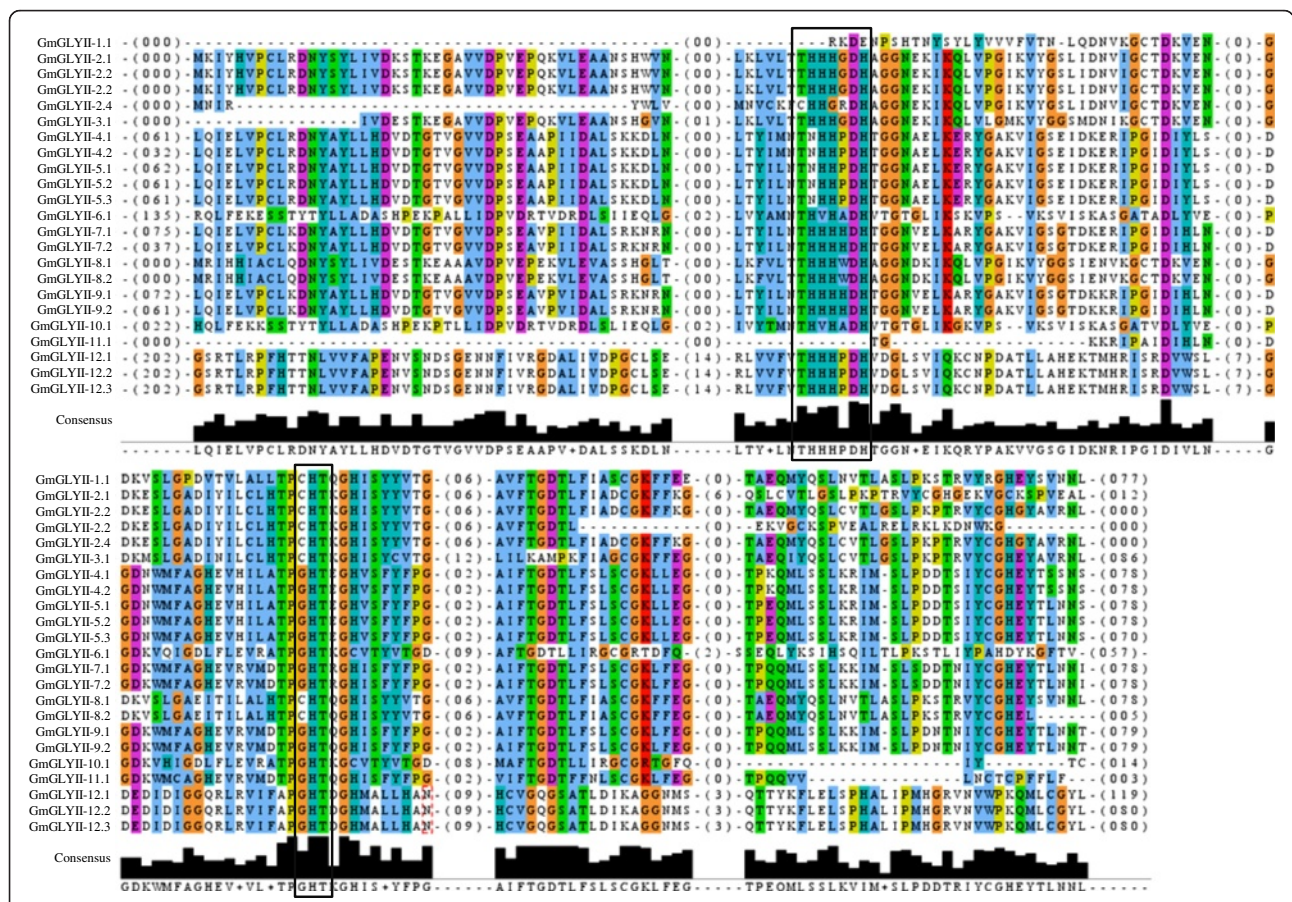 GmGLYII-1.1 -(000)- (00) RKDENPSHTNYSYLYVVVFVTN-LQDNVKGCTDKVEN-(0)-G
GmGLYII-2.1 -(000)-MKIYHVPCLRDNYSYLIVDKSTKEGAVVDPVEPQKVLEAANSHWVN (00)-LKLVLTTHHHGDHAGGNEKIKQLVPGIKVYGSLIDNVIGCTDKVEN-(0)-G
GmGLYII-2.2 -(000)-MKIYHVPCLRDNYSYLIVDKSTKEGAVVDPVEPQKVLEAANSHWVN (00)-LKLVLTTHHHGDHAGGNEKIKQLVPGIKVYGSLIDNVIGCTDKVEN-(0)-G
GmGLYII-2.2 -(000)-MKIYHVPCLRDNYSYLIVDKSTKEGAVVDPVEPQKVLEAANSHWVN (00)-LKLVLTTHHHGDHAGGNEKIKQLVPGIKVYGSLIDNVIGCTDKVEN-(0)-G
GmGLYII-2.4 -(000)-MNIR YWLV (00)-MNVCKFCHHGRDHAGGNEKIKQLVPGIKVYGSLIDNVIGCTDKVEN-(0)-G
GmGLYII-3.1 -(000)- IVDESTKEGAVVDPVEPQKVLEAANSHGVN (01)-LKLVLTTHHHGDHAGGNEKIKQLVLGMKVYGGSMDNIKGCTDKVEN-(0)-G
GmGLYII-4.1 -(061)-LQIELVPCLRDNYAYLLHDVDTGTVGVVDPSEAAPIIDALSKKDLN (00)-LTYIMNTNHHPDHTGGNAELKERYGAKVIGSEIDKERIPGIDIYLS-(0)-D
GmGLYII-4.2 -(032)-LQIELVPCLRDNYAYLLHDVDTGTVGVVDPSEAAPIIDALSKKDLN (00)-LTYIMNTNHHPDHTGGNAELKERYGAKVIGSEIDKERIPGIDIYLS-(0)-D
GmGLYII-5.1 -(062)-LQIELVPCLRDNYAYLLHDVDTGTVGVVDPSEAAPIIDALSKKDLN (00)-LTYILNTNHHPDHTGGNAELKERYGAKVIGSEIDKERIPGIDIYLS-(0)-D
GmGLYII-5.2 -(061)-LQIELVPCLRDNYAYLLHDVDTGTVGVVDPSEAAPIIDALSKKDLN (00)-LTYILNTNHHPDHTGGNAELKERYGAKVIGSEIDKERIPGIDIYLS-(0)-D
GmGLYII-5.3 -(061)-LQIELVPCLRDNYAYLLHDVDTGTVGVVDPSEAAPIIDALSKKDLN (00)-LTYILNTNHHPDHTGGNAELKERYGAKVIGSEIDKERIPGIDIYLS-(0)-D
GmGLYII-6.1 -(135)-RQLFEKESSTYTYLLADASHPEKPALLIDPVDRTVDRDLSIIEQLG (02)-LVYAMNTHVHADHVTGTGLIKSKVPS--VKSVISKASGATADLYVE-(0)-P
GmGLYII-7.1 -(075)-LQIELVPCLKDNYAYLLHDVDTGTVGVVDPSEAVPIIDALSRKNRN (00)-LTYILNTHHHHDHTGGNVELKARYGAKVIGSGTDKERIPGIDIHLN-(0)-D
GmGLYII-7.2 -(037)-LQIELVPCLKDNYAYLLHDVDTGTVGVVDPSEAVPIIDALSRKNRN (00)-LTYILNTHHHHDHTGGNVELKARYGAKVIGSGTDKERIPGIDIHLN-(0)-D
GmGLYII-8.1 -(000)-MRIHHIACLQDNYSYLIVDESTKEAAAVDPVEPEKVLEVASSHGLT (00)-LKFVLTTHHHWDHAGGNDKIKQLVPGIKVYGGSIENVKGCTDKVEN-(0)-G
GmGLYII-8.2 -(000)-MRIHHIACLQDNYSYLIVDESTKEAAAVDPVEPEKVLEVASSHGLT (00)-LKFVLTTHHHWDHAGGNDKIKQLVPGIKVYGGSIENVKGCTDKVEN-(0)-G
GmGLYII-9.1 -(072)-LQIELVPCLKDNYAYLLHDVDTGTVGVVDPSEAVPVIDALSRKNRN (00)-LTYILNTHHHHDHTGGNVELKARYGAKVIGSGTDKKRIPGIDIHLN-(0)-D
GmGLYII-9.2 -(061)-LQIELVPCLKDNYAYLLHDVDTGTVGVVDPSEAVPVIDALSRKNRN (00)-LTYILNTHHHHDHTGGNVELKARYGAKVIGSGTDKKRIPGIDIHLN-(0)-D
GmGLYII-10.1 -(022)-HQLFEKKSSTYTYLLADASHPEKPTLLIDPVDRTVDRDLSLIEQLG (02)-IVYTMNTHVHADHVTGTGLIKGKVPS--VKSVISKASGATVDLYVE-(0)-P
GmGLYII-11.1 -(000)- (00) TG KKRIPAIDIHLN-(0)-D
GmGLYII-12.1 -(202)-GSRTLRPFHTTNLVVFAPENVSNDSGENNFIVRGDALIVDPGCLSE (14)-RLVVFVTHHHPDHVDGLSVIQKCNPDATLLAHEKTMHRISRDVWSL-(7)-G
GmGLYII-12.2 -(202)-GSRTLRPFHTTNLVVFAPENVSNDSGENNFIVRGDALIVDPGCLSE (14)-RLVVFVTHHHPDHVDGLSVIQKCNPDATLLAHEKTMHRISRDVWSL-(7)-G
GmGLYII-12.3 -(202)-GSRTLRPFHTTNLVVFAPENVSNDSGENNFIVRGDALIVDPGCLSE (14)-RLVVFVTHHHPDHVDGLSVIQKCNPDATLLAHEKTMHRISRDVWSL-(7)-G
Consensus
LQIELVPCLRDNYAYLLHDVDTGTVGVVDPSEAAPV+DALSSKDLN------LTY+LNTHHHPDHTGGN+EIKQRYPAKVVGSGIDKNRIPGIDIVLN-----D
GmGLYII-1.1 DKVSLGPDVTVLALLTPCHTQGHISYYVTG-(06)-AVFTGDTLFIASCGKFFEE-(0)-TAEQMYQSLNVTLASLPKSTRVYRGHEYSVNNL-(077)
GmGLYII-2.1 DKESLGADIYILCLHTPCHTKGHISYYVTG-(06)-AVFTGDTLFIADCGKFFKG-(6)-QSLCVTLGSLPKPTRVYCGHGEKVGCKSPVEAL-(012)
GmGLYII-2.2 DKESLGADIYILCLHTPCHTKGHISYYVTG-(06)-AVFTGDTLFIADCGKFFKG-(0)-TAEQMYQSLCVTLGSLPKPTRVYCGHGYAVRNL-(000)
GmGLYII-2.2 DKESLGADIYILCLHTPCHTKGHISYYVTG-(06)-AVFTGDTL (0)-EKVGCKSPVEALRELRKLKDNWKG (000)
GmGLYII-2.4 DKESLGADIYILCLHTPCHTKGHISYYVTG-(06)-AVFTGDTLFIADCGKFFKG-(0)-TAEQMYQSLCVTLGSLPKPTRVYCGHGYAVRNL-(000)
GmGLYII-3.1 DKMSLGADINILCLHTPCHTKGHISYCVTG-(12)-LILKAMPKFIAGCGKFFEG-(0)-TAEQIYQSLCVTLGSLPKPTRVYCGHEYAVRNL-(086)
GmGLYII-4.1 GDNWMFAGHEVHILATPGHTEGHVSFYFPG-(02)-AIFTGDTLFSLSCGKLLEG-(0)-TPKQMLSSLKRIM-SLPDDTSIYCGHEYTSSNS-(078)
GmGLYII-4.2 GDNWMFAGHEVHILATPGHTEGHVSFYFPG-(02)-AIFTGDTLFSLSCGKLLEG-(0)-TPKQMLSSLKRIM-SLPDDTSIYCGHEYTSSNS-(078)
GmGLYII-5.1 GDNWMFAGHEVHILATPGHTEGHVSFYFPG-(02)-AIFTGDTLFSLSCGKLLEG-(0)-TPEQMLSSLKRIM-SLPDDTSIYCGHEYTLNNS-(078)
GmGLYII-5.2 GDNWMFAGHEVHILATPGHTEGHVSFYFPG-(02)-AIFTGDTLFSLSCGKLLEG-(0)-TPEQMLSSLKRIM-SLPDDTSIYCGHEYTLNNS-(078)
GmGLYII-5.3 GDNWMFAGHEVHILATPGHTEGHVSFYFPG-(02)-AIFTGDTLFSLSCGKLLEG-(0)-TPEQMLSSLKRIM-SLPDDTSIYCGHEYTLNNS-(070)
GmGLYII-6.1 GDKVQIGDLFLEVRATPGHTKGCVTYVTGD-(09)-AFTGDTLLIRGCGRTDFQ-(2)-SSEQLYKSIHSQILTLPKSTLIYPAHDYKGFTV-(057)
GmGLYII-7.1 GDKWMFAGHEVRVMDTPGHTRGHISFYFPG-(02)-AIFTGDTLFSLSCGKLFEG-(0)-TPQQMLSSLKKIM-SLSDDTNIYCGHEYTLNNI-(078)
GmGLYII-7.2 GDKWMFAGHEVRVMDTPGHTRGHISFYFPG-(02)-AIFTGDTLFSLSCGKLFEG-(0)-TPQQMLSSLKKIM-SLSDDTNIYCGHEYTLNNI-(078)
GmGLYII-8.1 DKVSLGAEITILALHTPCHTQGHISYYVTG-(06)-AVFTGDTLFIASCGKFFEG-(0)-TAEQMYQSLNVTLASLPKSTRVYCGHEYSVNNL-(078)
GmGLYII-8.2 DKVSLGAEITILALHTPCHTQGHISYYVTG-(06)-AVFTGDTLFIASCGKFFEG-(0)-TAEQMYQSLNVTLASLPKSTRVYCGHEL (005)
GmGLYII-9.1 GDKWMFAGHEVRVMDTPGHTQGHISFYFPG-(02)-AIFTGDTLFSLSCGKLFEG-(0)-TPQQMLSSLKKIM-SLPDNTNIYCGHEYTLNNT-(079)
GmGLYII-9.2 GDKWMFAGHEVRVMDTPGHTQGHISFYFPG-(02)-AIFTGDTLFSLSCGKLFEG-(0)-TPQQMLSSLKKIM-SLPDNTNIYCGHEYTLNNT-(079)
GmGLYII-10.1 GDKVHIGDLFLEVRATPGHTKGCVTYVTGD-(08)-MAFTGDTLLIRGCGRTGFQ-(0)- IY TC (014)
GmGLYII-11.1 GDKWMCAGHEVRVMDTPGHTQGHISFYFPG-(02)-VIFTGDTFFNLSCGKLFEG-(0)-TPQQVV LNCTCPFFLF (003)
GmGLYII-12.1 DEDIDIGGQRLRVIFAPGHTDGHMALLHAN-(09)-HCVGQGSATLDIKAGGNMS-(3)-QTTYKFLELSPHALIPMHGRVNVWPKQMLCGYL-(119)
GmGLYII-12.2 DEDIDIGGQRLRVIFAPGHTDGHMALLHAN-(09)-HCVGQGSATLDIKAGGNMS-(3)-QTTYKFLELSPHALIPMHGRVNVWPKQMLCGYL-(080)
GmGLYII-12.3 DEDIDIGGQRLRVIFAPGHTDGHMALLHAN-(09)-HCVGQGSATLDIKAGGNMS-(3)-QTTYKFLELSPHALIPMHGRVNVWPKQMLCGYL-(080)
Consensus
GDKWMFAGHEV+VL+TPGHTKGHIS+YFPG------AIFTGDTLFSLSCGKLFEG-----TPEQMLSSLKVIM+SLPDDTRIYCGHEYTLNNL------